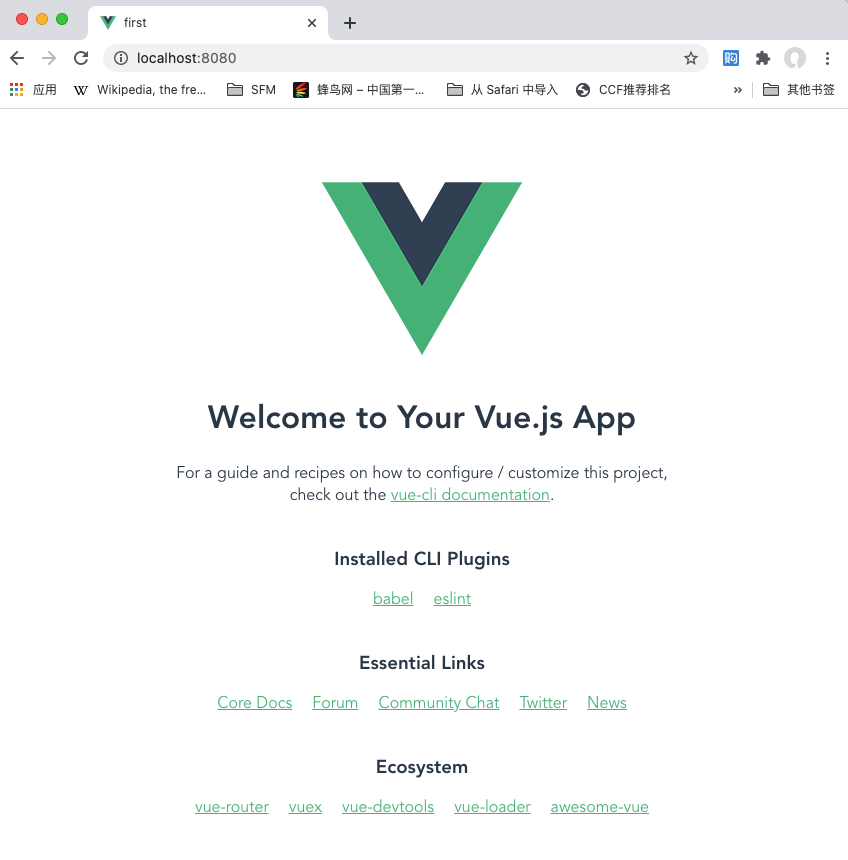 first
localhost:8080
应用 Wikipedia, the fre... SFM 蜂鸟网 – 中国第一... 从 Safari 中导入 CCF推荐排名 » 其他书签
Welcome to Your Vue.js App
For a guide and recipes on how to configure / customize this project,
check out the vue-cli documentation.
Installed CLI Plugins
babel eslint
Essential Links
Core Docs Forum Community Chat Twitter News
Ecosystem
vue-router vuex vue-devtools vue-loader awesome-vue